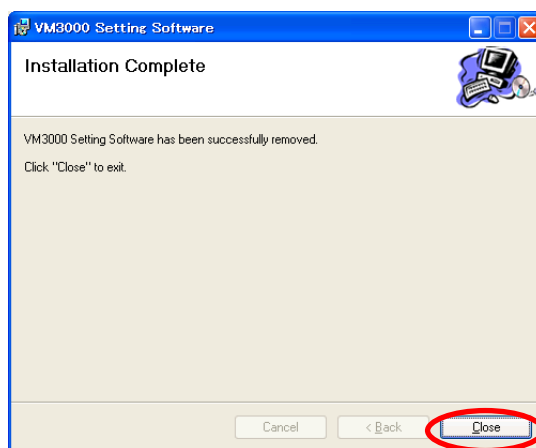 VM3000 Setting Software
Installation Complete
VM3000 Setting Software has been successfully removed.
Click "Close" to exit.
Cancel
< Back
Close